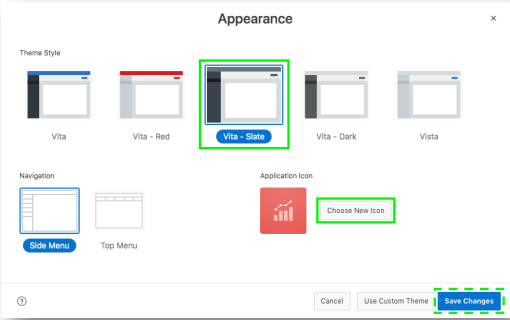 Appearance
×
Theme Style
Vita
Vita - Red
Vita - Slate
Vita - Dark
Vista
Navigation
Application Icon
Choose New Icon
Side Menu
Top Menu
?
Cancel
Use Custom Theme
Save Changes